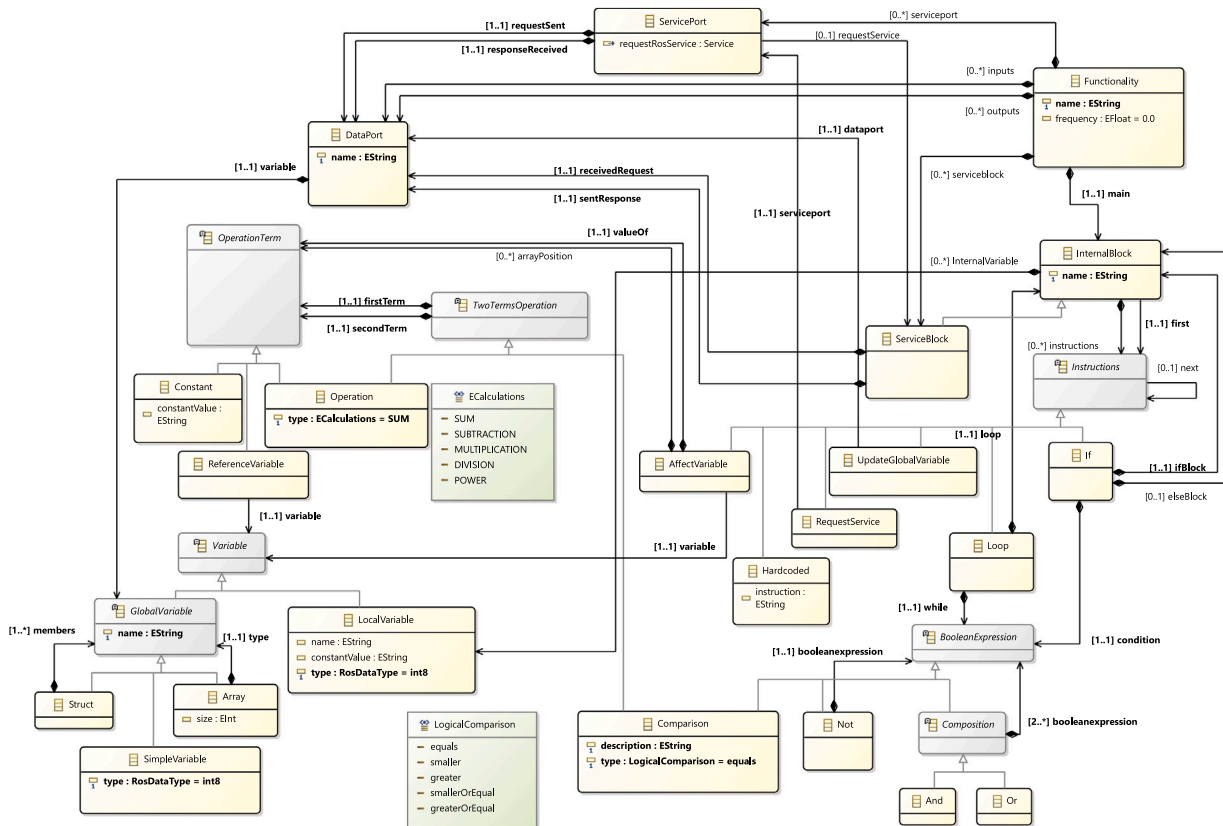 [1..1] requestSent
ServicePort
[0..*] serviceport
[1..1] responseReceived
requestRosService : Service
[0..1] requestService
[0..*] inputs
Functionality
name : EString
[0..*] outputs
frequency : EFloat = 0.0
DataPort
name : EString
[1..1] dataport
[1..1] variable
[1..1] receivedRequest
[0..*] serviceblock
[1..1] sentResponse
[1..1] main
[1..1] serviceport
OperationTerm
[1..1] valueOf
[0..*] arrayPosition
[0..*] InternalVariable
InternalBlock
name : EString
[1..1] firstTerm
TwoTermsOperation
[1..1] secondTerm
[1..1] first
ServiceBlock
[0..*] instructions
Instructions
[0..1] next
Constant
constantValue :
EString
Operation
type : ECalculations = SUM
ECalculations
SUM
SUBTRACTION
MULTIPLICATION
DIVISION
POWER
[1..1] loop
ReferenceVariable
AffectVariable
UpdateGlobalVariable
If
[1..1] ifBlock
[0..1] elseBlock
[1..1] variable
RequestService
Variable
[1..1] variable
Loop
Hardcoded
instruction :
EString
GlobalVariable
name : EString
[1..*] members
[1..1] type
LocalVariable
name : EString
constantValue : EString
type : RosDataType = int8
[1..1] while
BooleanExpression
[1..1] condition
[1..1] booleanexpression
Struct
Array
size : EInt
LogicalComparison
equals
smaller
greater
smallerOrEqual
greaterOrEqual
Comparison
description : EString
type : LogicalComparison = equals
Not
Composition
[2..*] booleanexpression
SimpleVariable
type : RosDataType = int8
And
Or